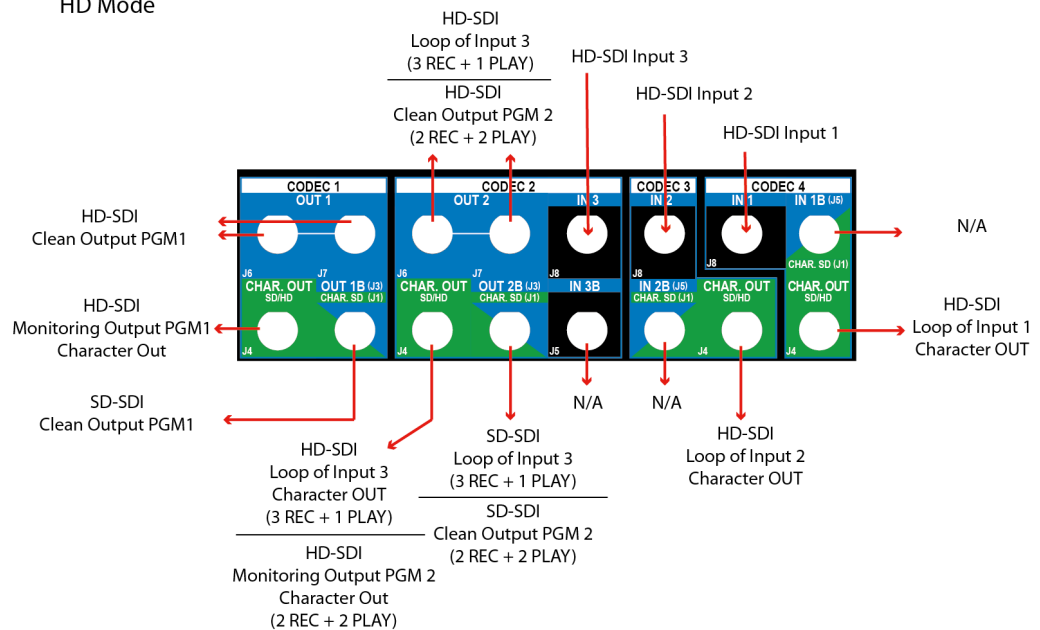 HD Mode
HD-SDI
Loop of Input 3
(3 REC + 1 PLAY)
HD-SDI
Clean Output PGM 2
(2 REC + 2 PLAY)
HD-SDI Input 3
HD-SDI Input 2
HD-SDI Input 1
CODEC 1
CODEC 2
CODEC 3
CODEC 4
OUT 1
OUT 2
IN 3
IN 2
IN 1
IN 1B (J5)
HD-SDI
Clean Output PGM1
N/A
CHAR. SD (J1)
J6
J7
J6
J7
J8
J8
J8
CHAR. OUT
SD/HD
OUT 1B (J3)
CHAR. SD (J1)
CHAR. OUT
SD/HD
OUT 2B (J3)
CHAR. SD (J1)
IN 3B
IN 2B (J5)
CHAR. SD (J1)
CHAR. OUT
SD/HD
CHAR. OUT
SD/HD
HD-SDI
Monitoring Output PGM1
Character Out
HD-SDI
Loop of Input 1
Character OUT
J4
J4
J5
J4
J4
SD-SDI
Clean Output PGM1
HD-SDI
Loop of Input 3
Character OUT
(3 REC + 1 PLAY)
HD-SDI
Monitoring Output PGM 2
Character Out
(2 REC + 2 PLAY)
SD-SDI
Loop of Input 3
(3 REC + 1 PLAY)
SD-SDI
Clean Output PGM 2
(2 REC + 2 PLAY)
N/A
N/A
HD-SDI
Loop of Input 2
Character OUT